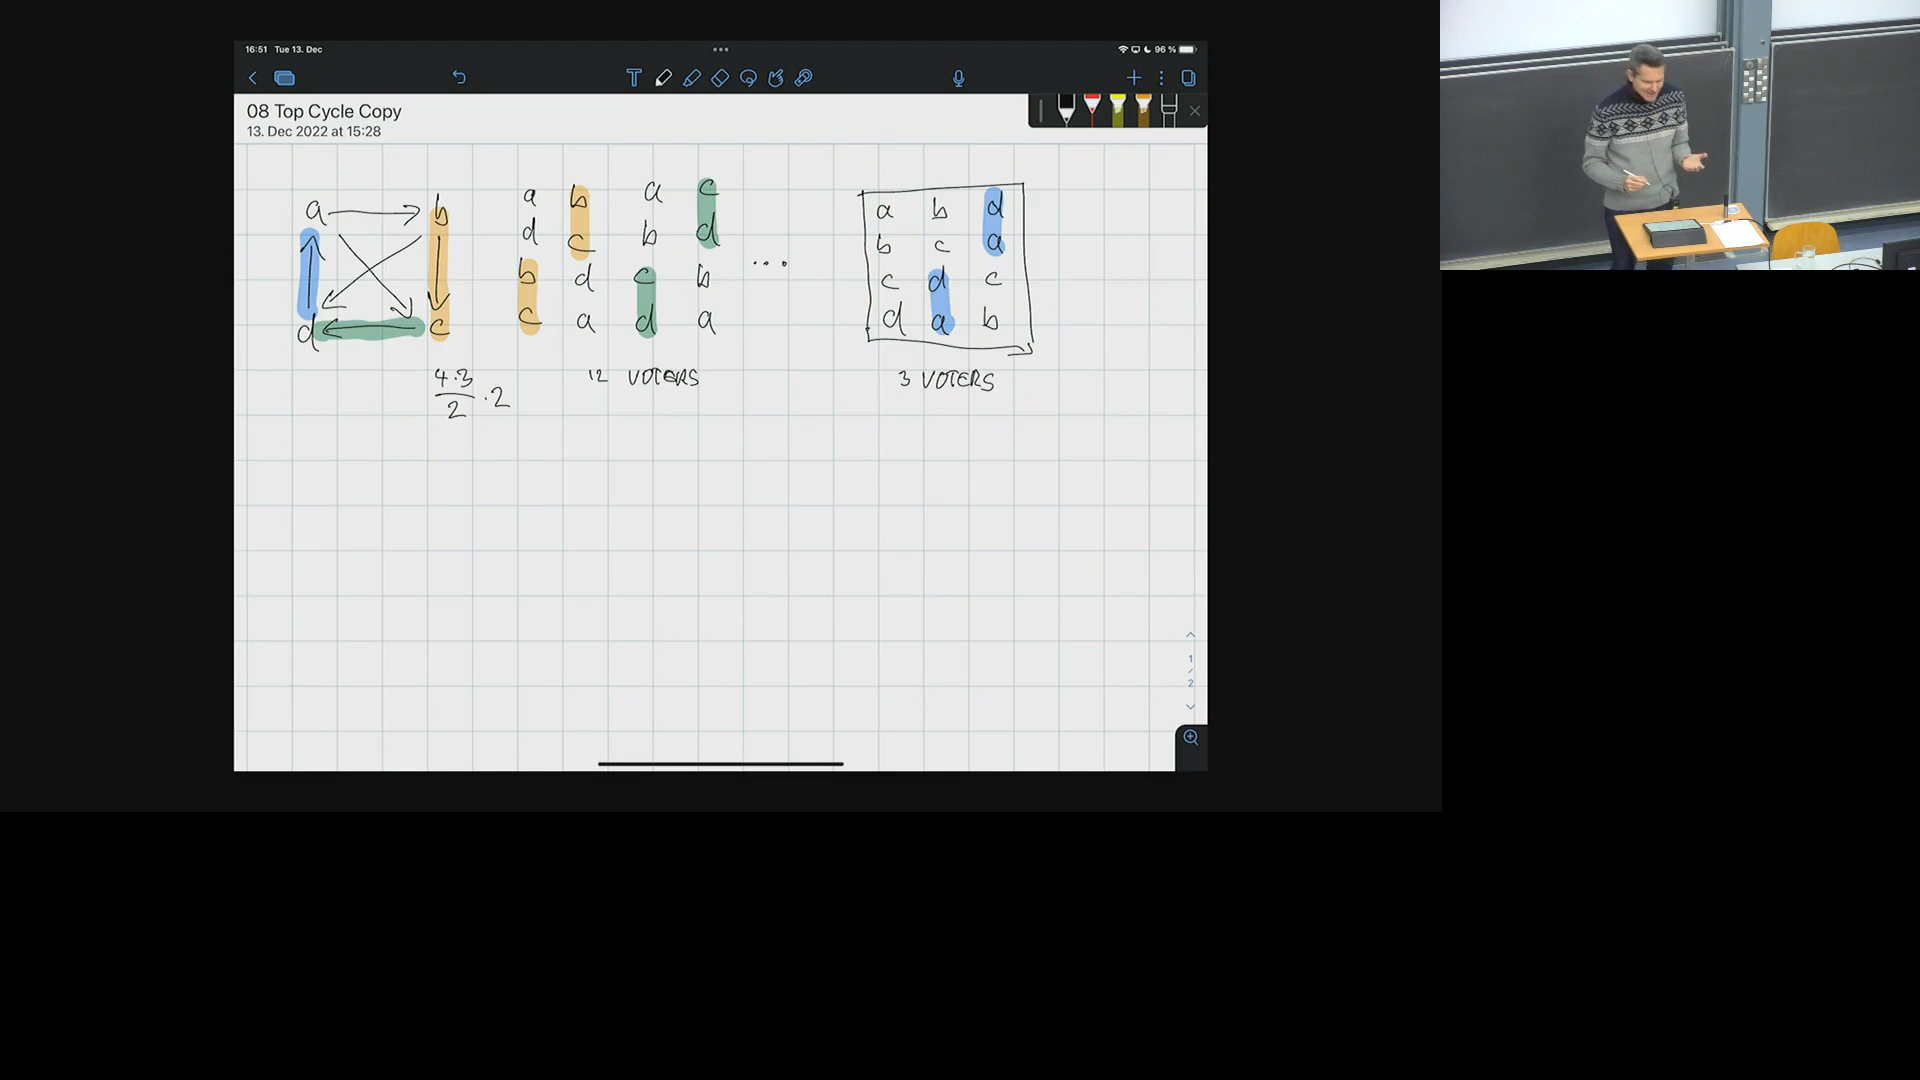 16:51 Tue 13. Dec
96 %
08 Top Cycle Copy
13. Dec 2022 at 15:28
a b
d c
a b a c
d b... c b d
b d c b
c a d a
...
a b d
b c a
c d c
d a b
4·3
2 · 2
12 VOTERS
3 VOTERS
1
2